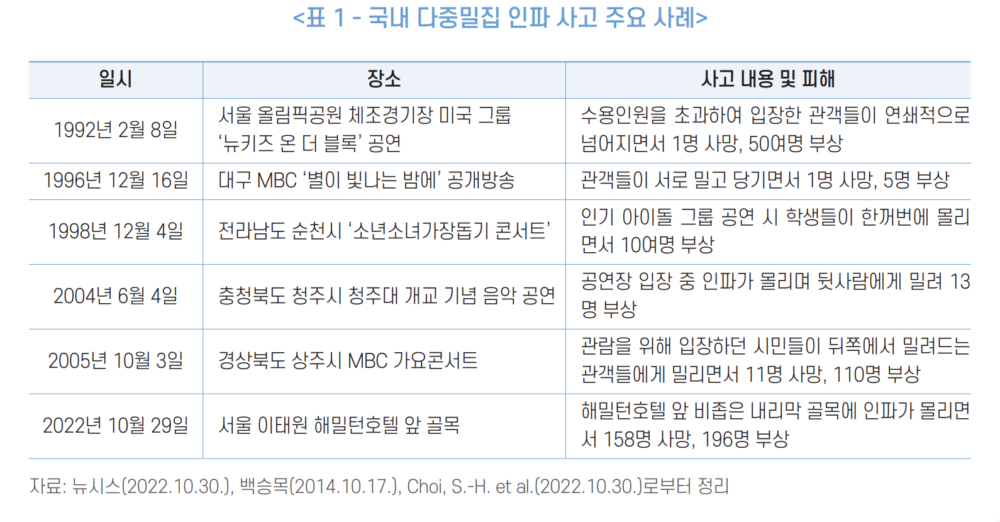 <표 1 - 국내 다중밀집 인파 사고 주요 사례>
일시 장소 사고 내용 및 피해
1992년 2월 8일
서울 올림픽공원 체조경기장 미국 그룹
‘뉴키즈 온 더 블록’ 공연
수용인원을 초과하여 입장한 관객들이 연쇄적으로
넘어지면서 1명 사망, 50여명 부상
1996년 12월 16일
대구 MBC ‘별이 빛나는 밤에’ 공개방송
관객들이 서로 밀고 당기면서 1명 사망, 5명 부상
1998년 12월 4일
전라남도 순천시 ‘소년소녀가장돕기 콘서트’
인기 아이돌 그룹 공연 시 학생들이 한꺼번에 몰리
면서 10여명 부상
2004년 6월 4일
충청북도 청주시 청주대 개교 기념 음악 공연
공연장 입장 중 인파가 몰리며 뒷사람에게 밀려 13
명 부상
2005년 10월 3일
경상북도 상주시 MBC 가요콘서트
관람을 위해 입장하던 시민들이 뒤쪽에서 밀려드는
관객들에게 밀리면서 11명 사망, 110명 부상
2022년 10월 29일
서울 이태원 해밀턴호텔 앞 골목
해밀턴호텔 앞 비좁은 내리막 골목에 인파가 몰리면
서 158명 사망, 196명 부상
자료: 뉴시스(2022.10.30.), 백승목(2014.10.17.), Choi, S.-H. et al.(2022.10.30.)로부터 정리